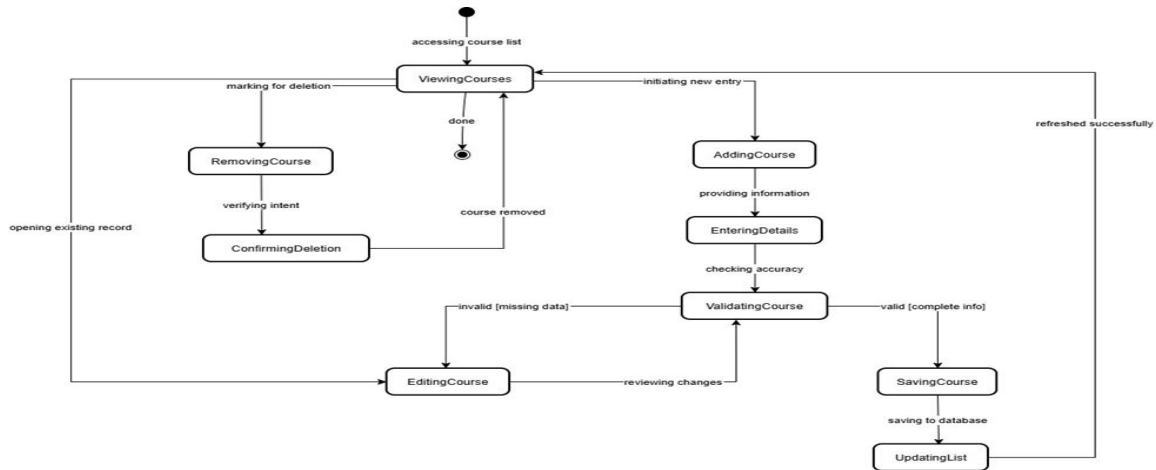 accessing course list
ViewingCourses
marking for deletion
initiating new entry
done
refreshed successfully
RemovingCourse
AddingCourse
verifying intent
providing information
course removed
opening existing record
EnteringDetails
ConfirmingDeletion
checking accuracy
invalid [missing data]
ValidatingCourse
valid [complete info]
EditingCourse
reviewing changes
SavingCourse
saving to database
UpdatingList